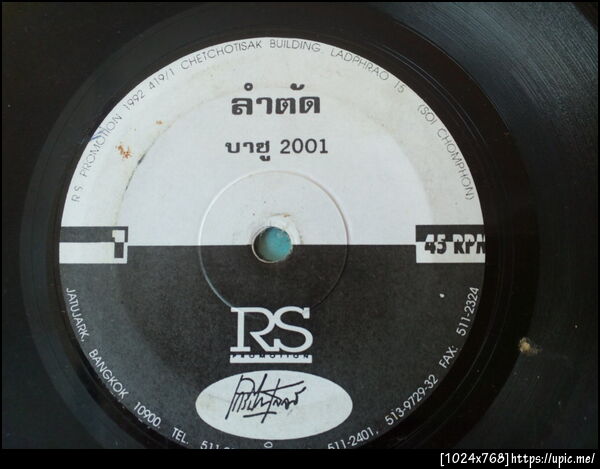 R S PROMOTION 1992 419/1 CHETCHOTISAK BUILDING, LADPHRAO 15 (SOI CHOMPHON)
ลำตัด
บาซู 2001
1
45 RPM
RS
PROMOTION
JATUJARK, BANGKOK 10900 TEL. 511-2401, 513-9729-32 FAX: 511-2324
[1024x768]https://upic.me/